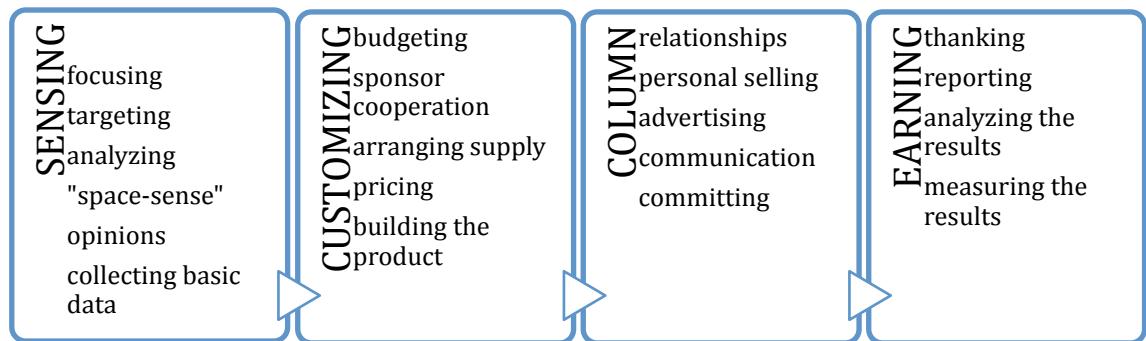 SENSING
focusing
targeting
analyzing
"space-sense"
opinions
collecting basic
data
CUSTOMIZING
budgeting
sponsor
cooperation
arranging supply
pricing
building the
product
COLUMN
relationships
personal selling
advertising
communication
committing
EARNING
thanking
reporting
analyzing the
results
measuring the
results